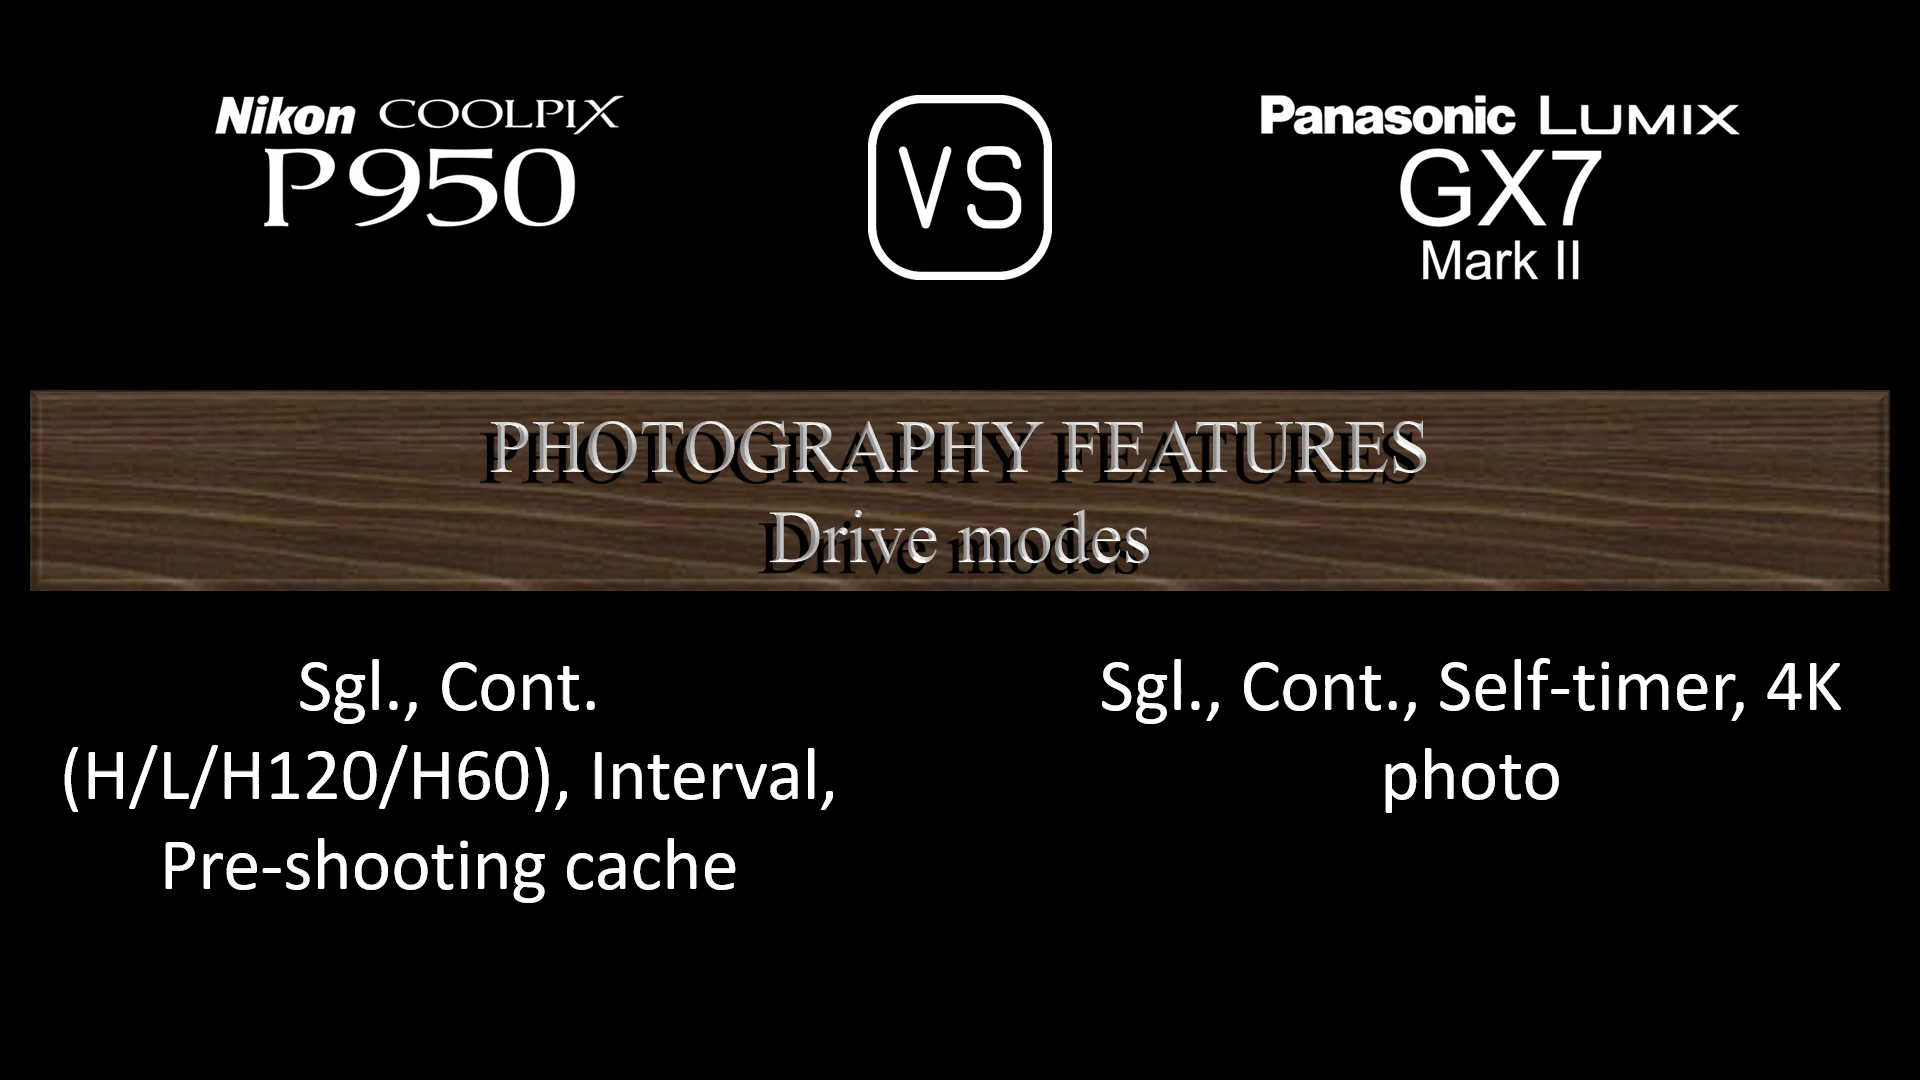 Nikon COOLPIX
P950
VS
Panasonic LUMIX
GX7
Mark II
PHOTOGRAPHY FEATURES
Drive modes
Sgl., Cont.
(H/L/H120/H60), Interval,
Pre-shooting cache
Sgl., Cont., Self-timer, 4K
photo